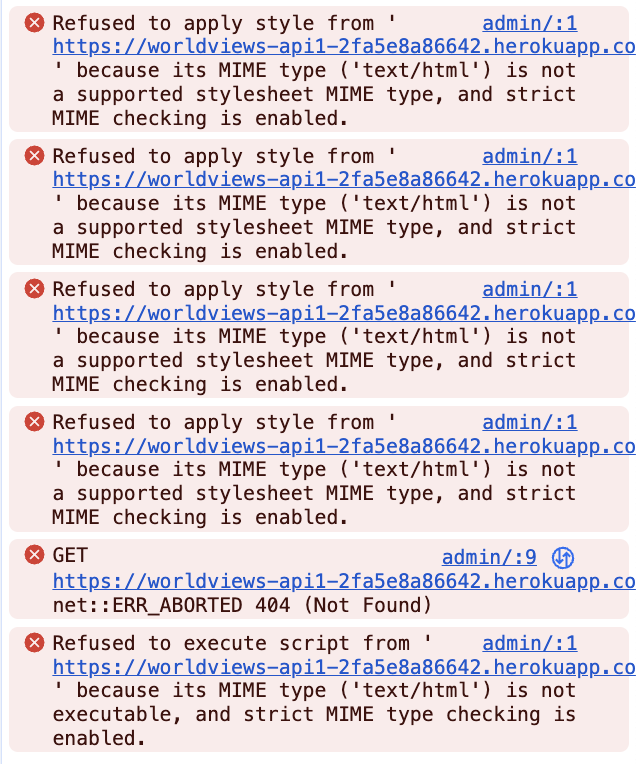 Refused to apply style from ' admin/:1
https://worldviews-api1-2fa5e8a86642.herokuapp.co
' because its MIME type ('text/html') is not
a supported stylesheet MIME type, and strict
MIME checking is enabled.
Refused to apply style from ' admin/:1
https://worldviews-api1-2fa5e8a86642.herokuapp.co
' because its MIME type ('text/html') is not
a supported stylesheet MIME type, and strict
MIME checking is enabled.
Refused to apply style from ' admin/:1
https://worldviews-api1-2fa5e8a86642.herokuapp.co
' because its MIME type ('text/html') is not
a supported stylesheet MIME type, and strict
MIME checking is enabled.
Refused to apply style from ' admin/:1
https://worldviews-api1-2fa5e8a86642.herokuapp.co
' because its MIME type ('text/html') is not
a supported stylesheet MIME type, and strict
MIME checking is enabled.
GET admin/:9
https://worldviews-api1-2fa5e8a86642.herokuapp.co
net::ERR_ABORTED 404 (Not Found)
Refused to execute script from ' admin/:1
https://worldviews-api1-2fa5e8a86642.herokuapp.co
' because its MIME type ('text/html') is not
executable, and strict MIME type checking is
enabled.